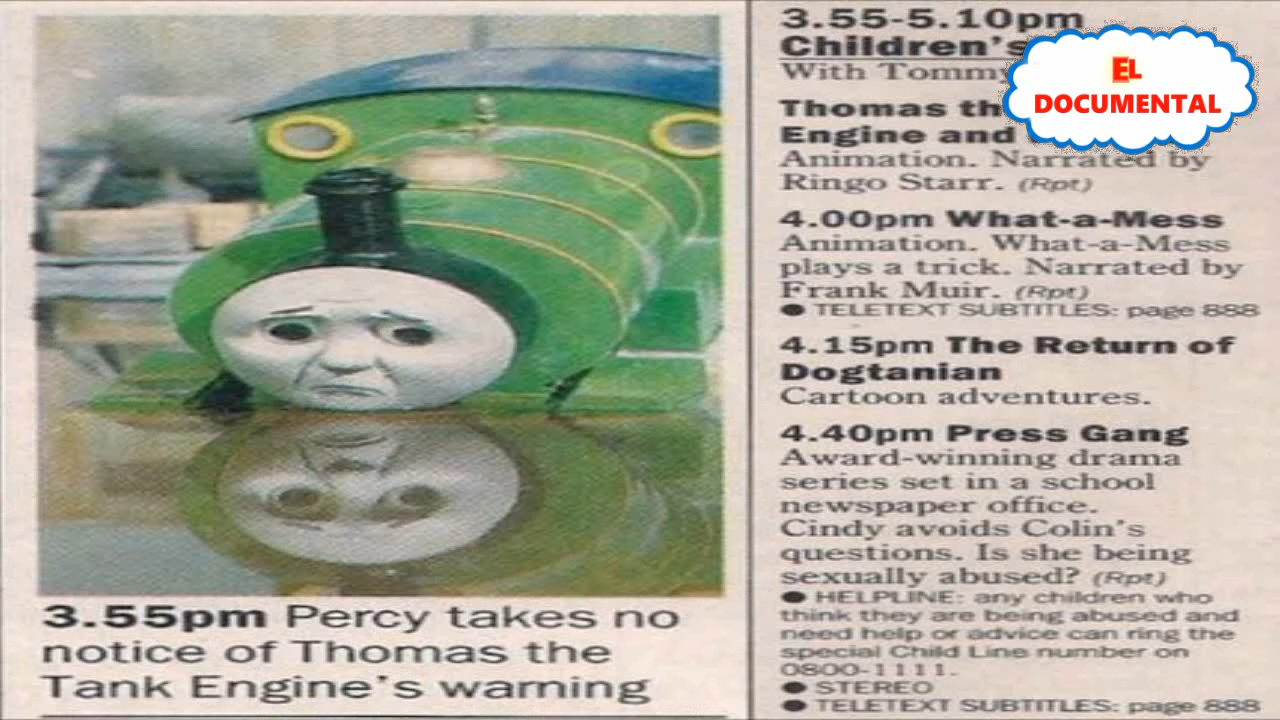 3.55pm Percy takes no
notice of Thomas the
Tank Engine's warning
3.55-5.10pm
Children's
With Tommy
Thomas th
Engine and
Animation. Narrated by
Ringo Starr. (Rpt)
4.00pm What-a-Mess
Animation. What-a-Mess
plays a trick. Narrated by
Frank Muir. (Rpt)
● TELETEXT SUBTITLES: page 888
4.15pm The Return of
Dogtanian
Cartoon adventures.
4.40pm Press Gang
Award-winning drama
series set in a school
newspaper office.
Cindy avoids Colin's
questions. Is she being
sexually abused? (Rpt)
● HELPLINE: any children who
think they are being abused and
need help or advice can ring the
special Child Line number on
0800-1111.
● STEREO
● TELETEXT SUBTITLES: page 888
EL
DOCUMENTAL